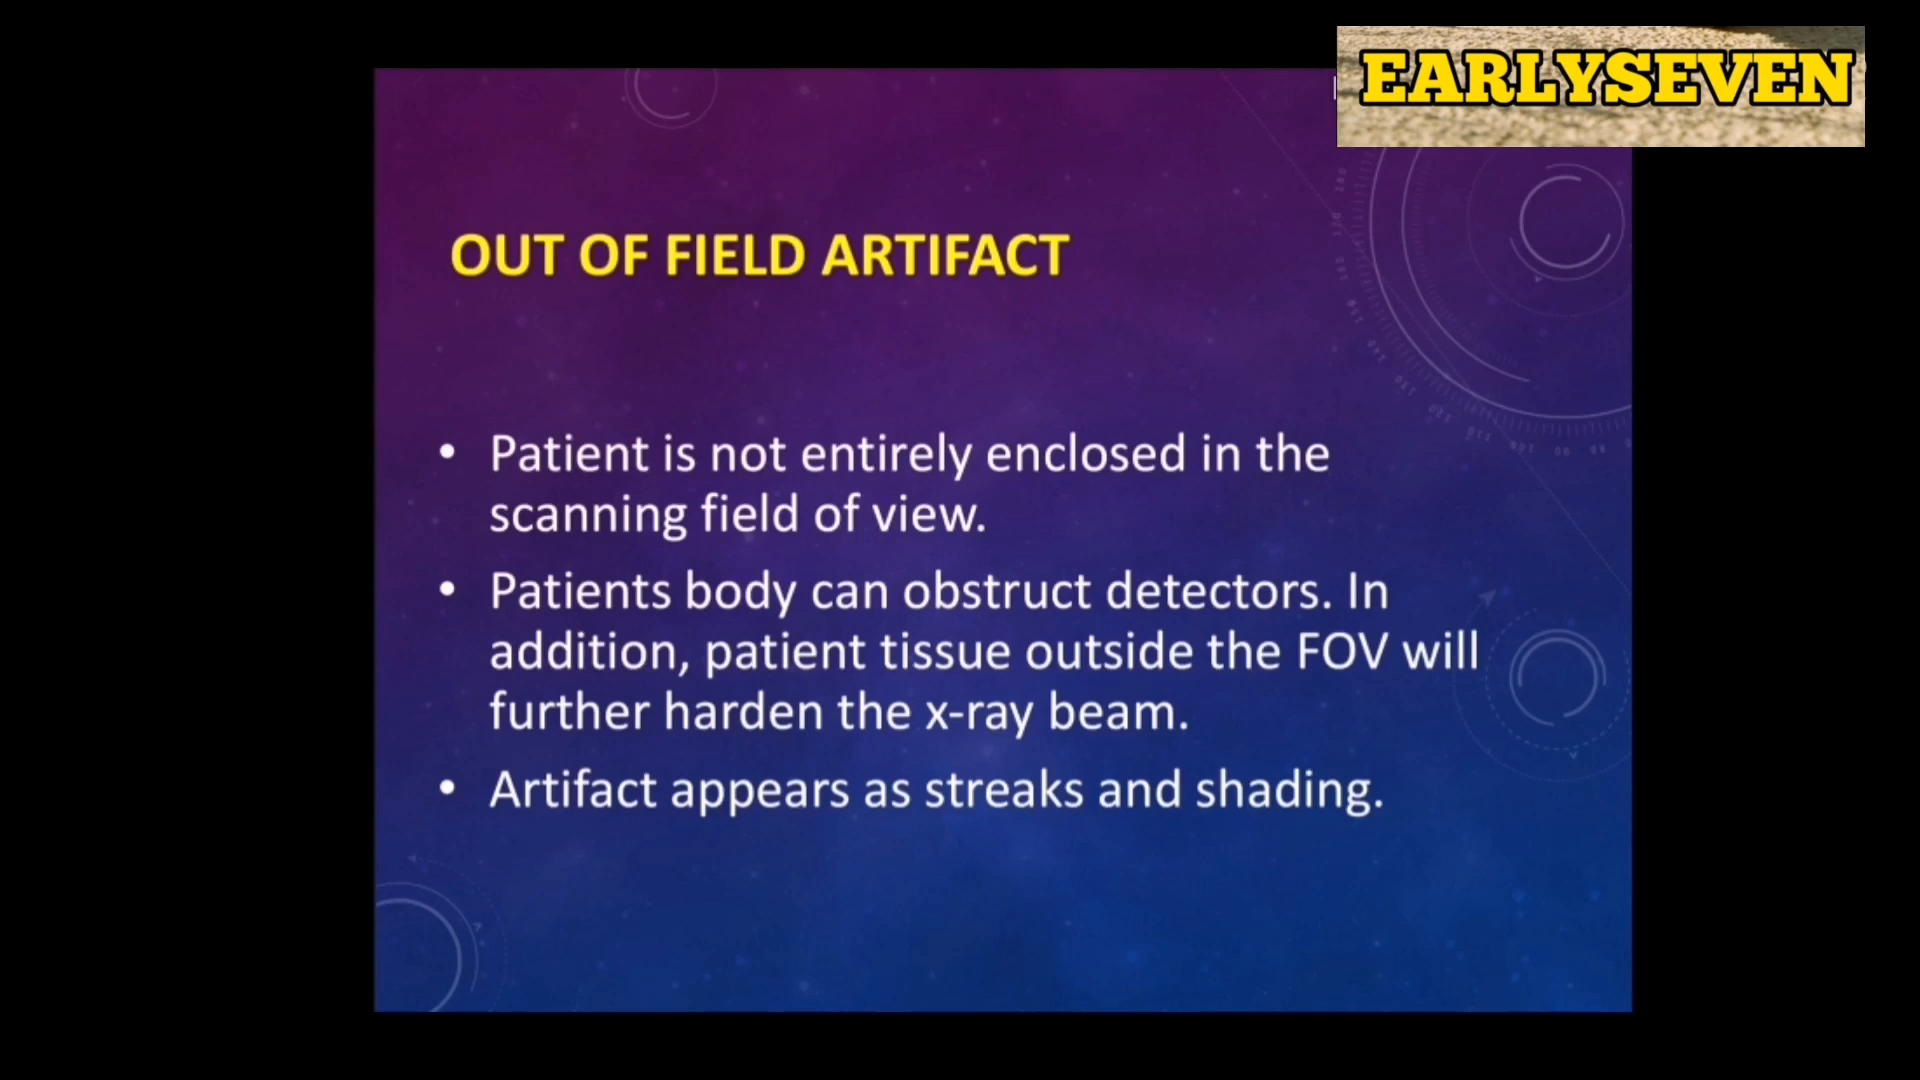 EARLYSEVEN
OUT OF FIELD ARTIFACT
• Patient is not entirely enclosed in the
scanning field of view.
• Patients body can obstruct detectors. In
addition, patient tissue outside the FOV will
further harden the x-ray beam.
• Artifact appears as streaks and shading.